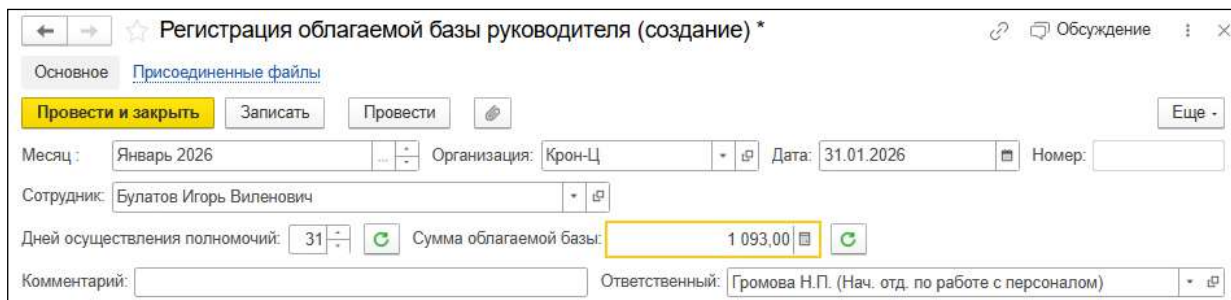 Регистрация облагаемой базы руководителя (создание) * Обсуждение
Основное Присоединенные файлы
Провести и закрыть Записать Провести Еще
Месяц : Январь 2026 ... Организация: Крон-Ц Дата: 31.01.2026 Номер:
Сотрудник: Булатов Игорь Виленович
Дней осуществления полномочий: 31 Сумма облагаемой базы: 1 093,00
Комментарий: Ответственный: Громова Н.П. (Нач. отд. по работе с персоналом)